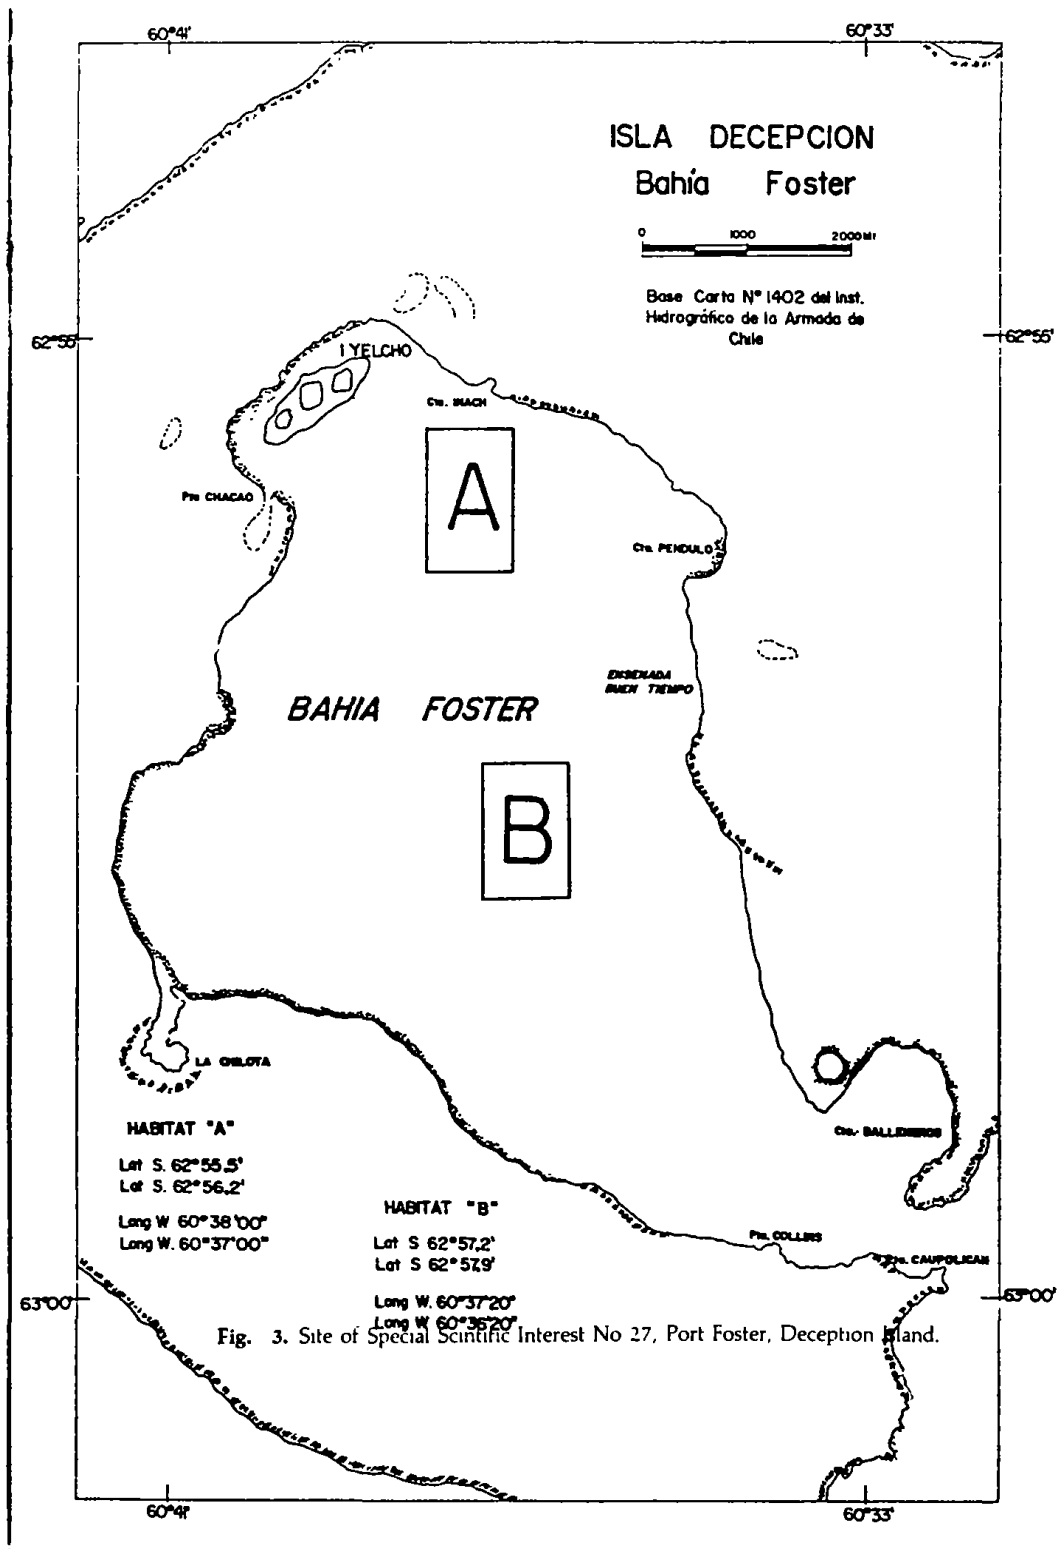 60°41'
60°33'
ISLA DECEPCION
Bahía Foster
0 1000 2000Mt
Base Carta N° 1402 del Inst.
Hidrográfico de la Armada de
Chile
62°55'
62°55'
I YELCHO
Cta. INACH
A
Pta CHACAO
Cta. PENDULO
ENSENADA
BUEN TIEMPO
BAHIA FOSTER
B
LA CHILOTA
HABITAT "A"
Lat S. 62°55.5'
Lat S. 62°56.2'
Long W 60°38'00"
Long W. 60°37'00"
Cta. BALLENEROS
HABITAT "B"
Lat S 62°57.2'
Lat S 62°57.9'
Long W. 60°37'20"
Long W 60°36'20"
Pta. COLLINS
Pta. CAUPOLICAN
63°00'
63°00'
Fig. 3. Site of Special Scintific Interest No 27, Port Foster, Deception Island.
60°41'
60°33'